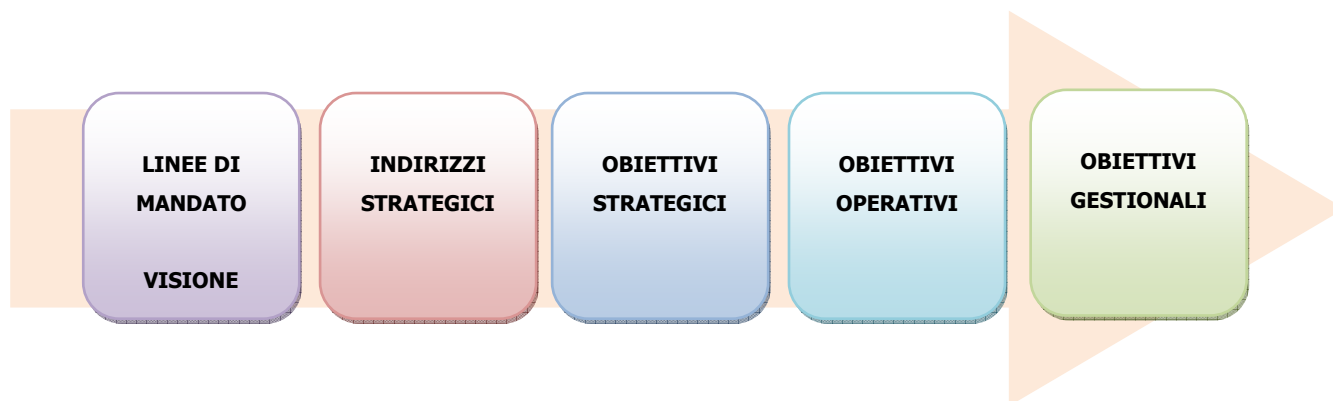 LINEE DI
MANDATO
VISIONE
INDIRIZZI
STRATEGICI
OBIETTIVI
STRATEGICI
OBIETTIVI
OPERATIVI
OBIETTIVI
GESTIONALI